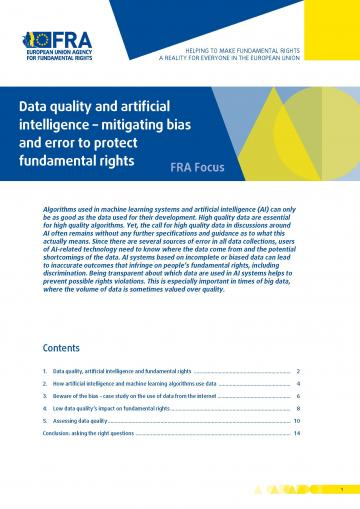 FRA
EUROPEAN UNION AGENCY
FOR FUNDAMENTAL RIGHTS
HELPING TO MAKE FUNDAMENTAL RIGHTS
A REALITY FOR EVERYONE IN THE EUROPEAN UNION
Data quality and artificial
intelligence – mitigating bias
and error to protect
fundamental rights
FRA Focus
Algorithms used in machine learning systems and artificial intelligence (AI) can only
be as good as the data used for their development. High quality data are essential
for high quality algorithms. Yet, the call for high quality data in discussions around
AI often remains without any further specifications and guidance as to what this
actually means. Since there are several sources of error in all data collections, users
of AI-related technology need to know where the data come from and the potential
shortcomings of the data. AI systems based on incomplete or biased data can lead
to inaccurate outcomes that infringe on people's fundamental rights, including
discrimination. Being transparent about which data are used in AI systems helps to
prevent possible rights violations. This is especially important in times of big data,
where the volume of data is sometimes valued over quality.
Contents
1. Data quality, artificial intelligence and fundamental rights 2
2. How artificial intelligence and machine learning algorithms use data 4
3. Beware of the bias – case study on the use of data from the internet 6
4. Low data quality's impact on fundamental rights 8
5. Assessing data quality 10
Conclusion: asking the right questions 14
1